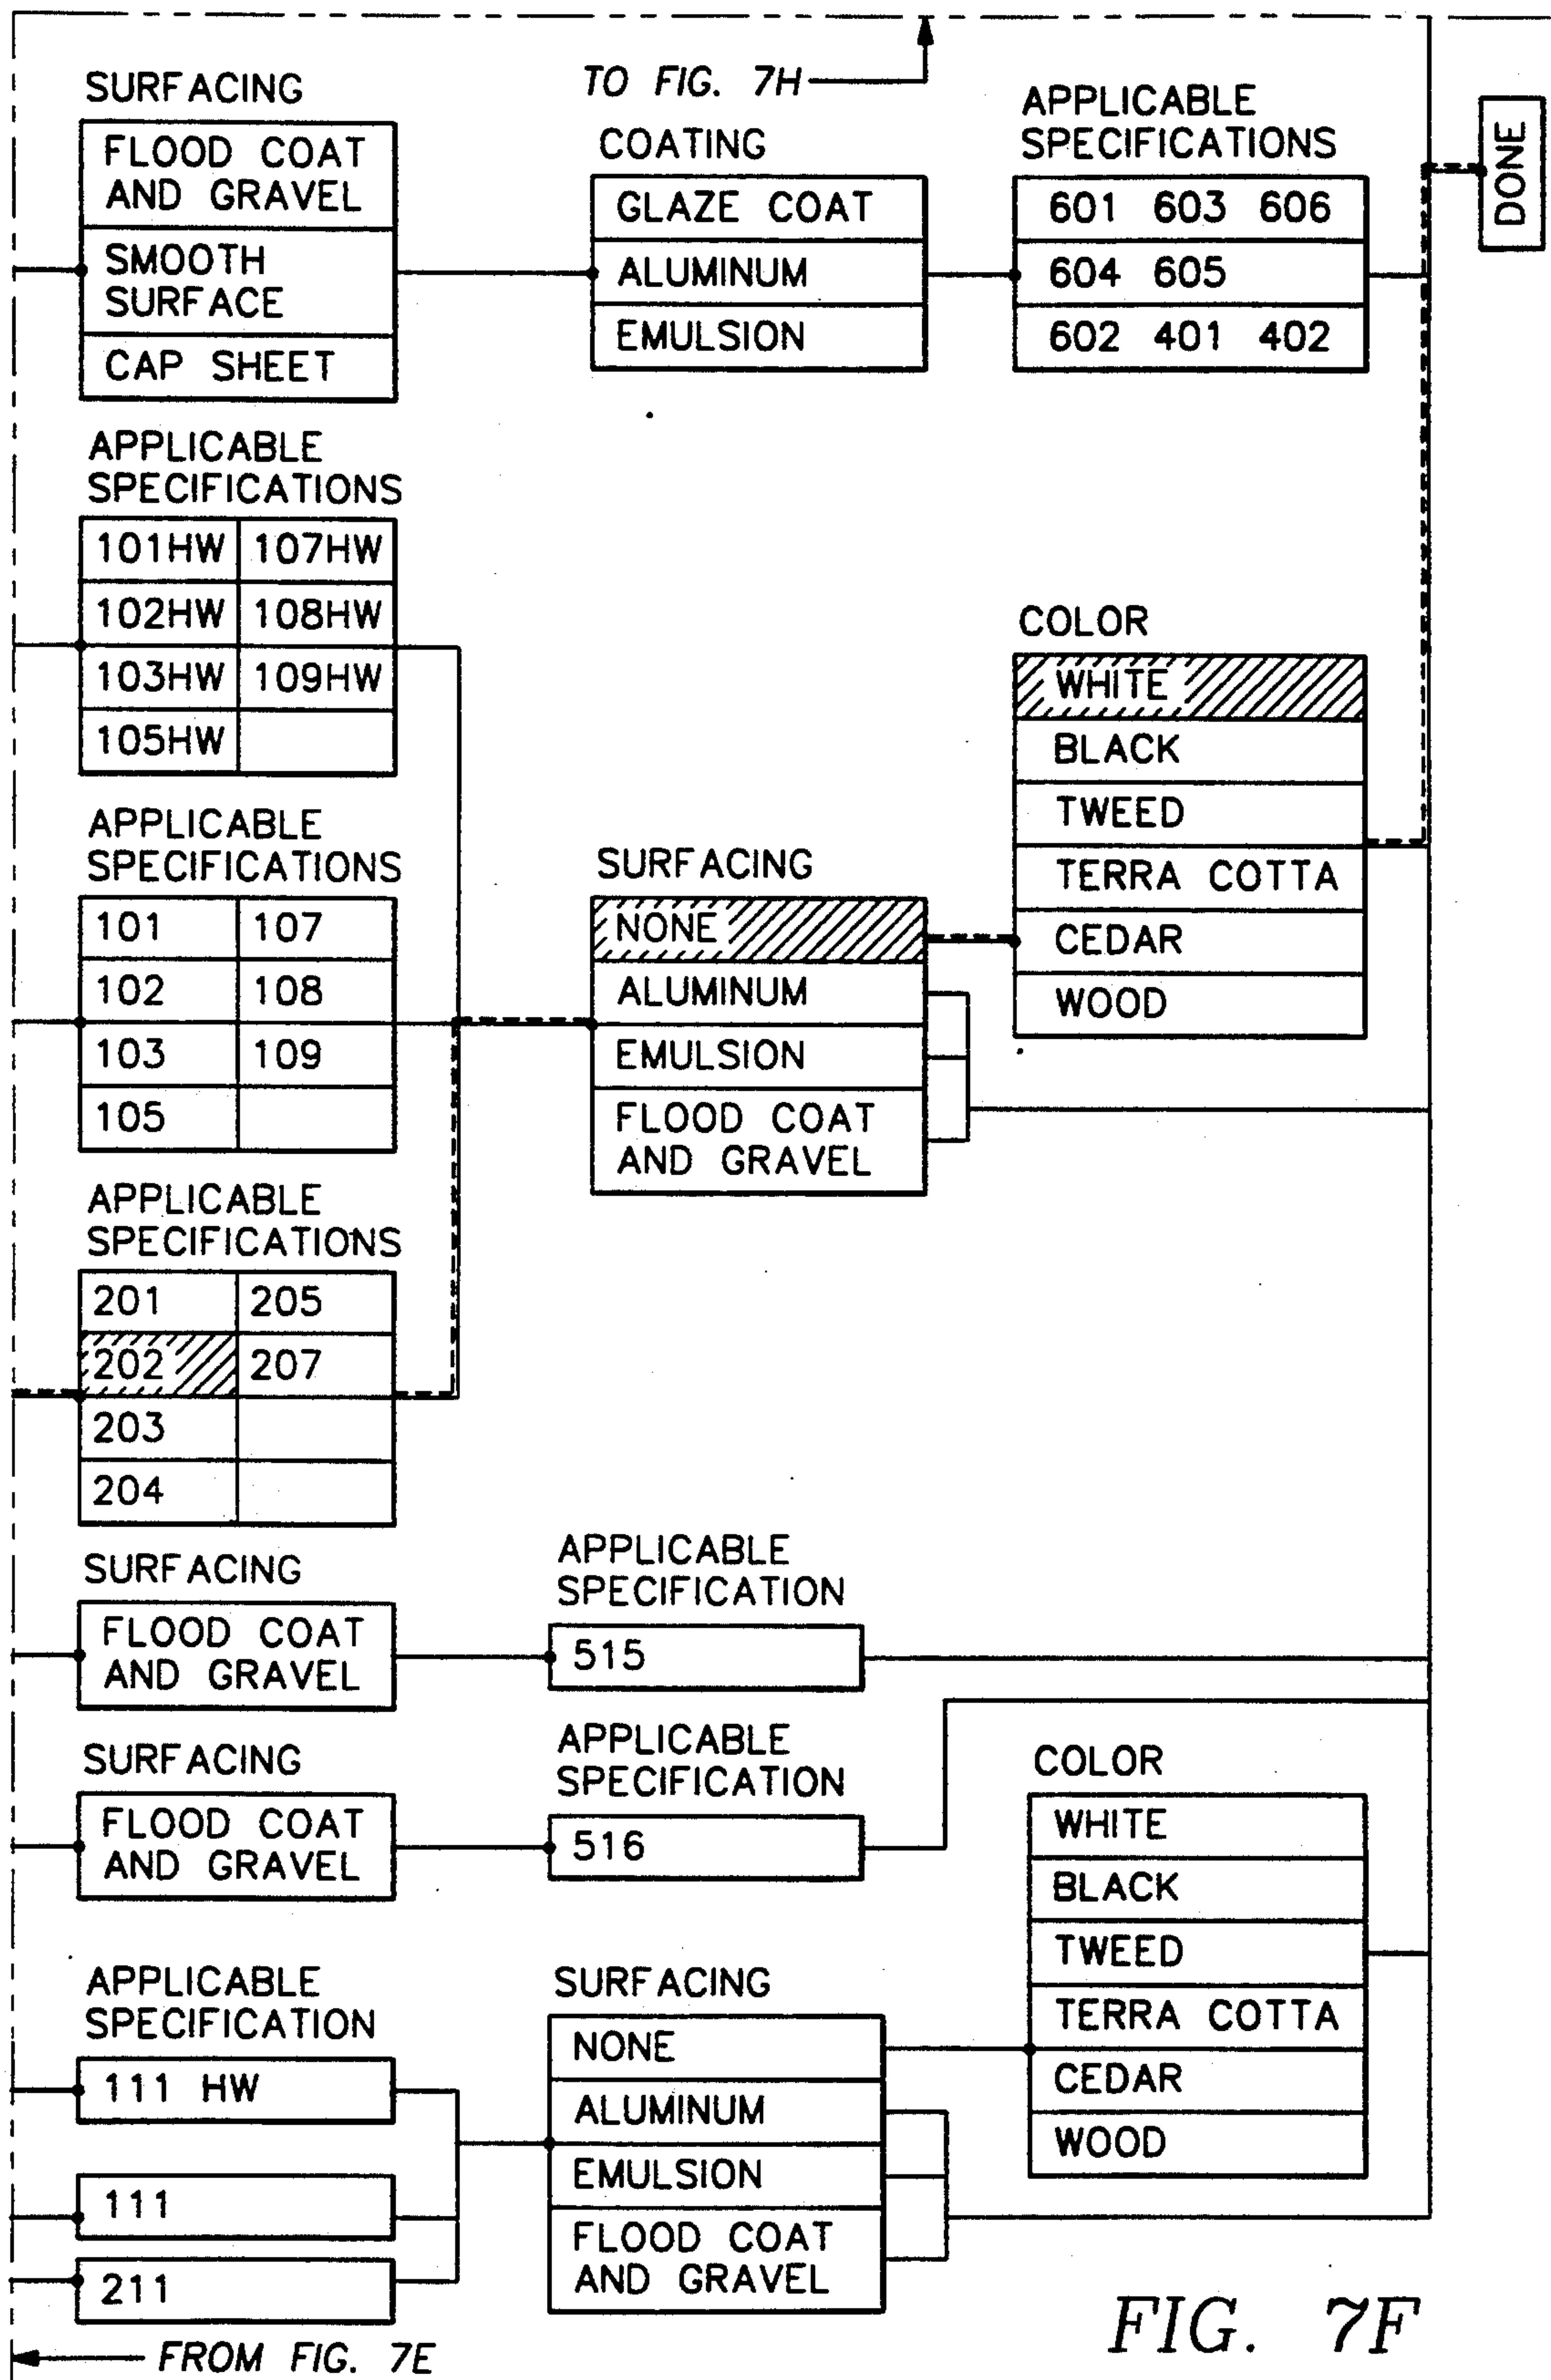 TO FIG. 7H
SURFACING
FLOOD COAT
AND GRAVEL
SMOOTH
SURFACE
CAP SHEET
COATING
GLAZE COAT
ALUMINUM
EMULSION
APPLICABLE
SPECIFICATIONS
601 603 606
604 605
602 401 402
DONE
APPLICABLE
SPECIFICATIONS
101HW 107HW
102HW 108HW
103HW 109HW
105HW
APPLICABLE
SPECIFICATIONS
101 107
102 108
103 109
105
APPLICABLE
SPECIFICATIONS
201 205
202 207
203
204
SURFACING
NONE
ALUMINUM
EMULSION
FLOOD COAT
AND GRAVEL
COLOR
WHITE
BLACK
TWEED
TERRA COTTA
CEDAR
WOOD
SURFACING
FLOOD COAT
AND GRAVEL
APPLICABLE
SPECIFICATION
515
SURFACING
FLOOD COAT
AND GRAVEL
APPLICABLE
SPECIFICATION
516
APPLICABLE
SPECIFICATION
111 HW
111
211
SURFACING
NONE
ALUMINUM
EMULSION
FLOOD COAT
AND GRAVEL
COLOR
WHITE
BLACK
TWEED
TERRA COTTA
CEDAR
WOOD
FROM FIG. 7E
FIG. 7F